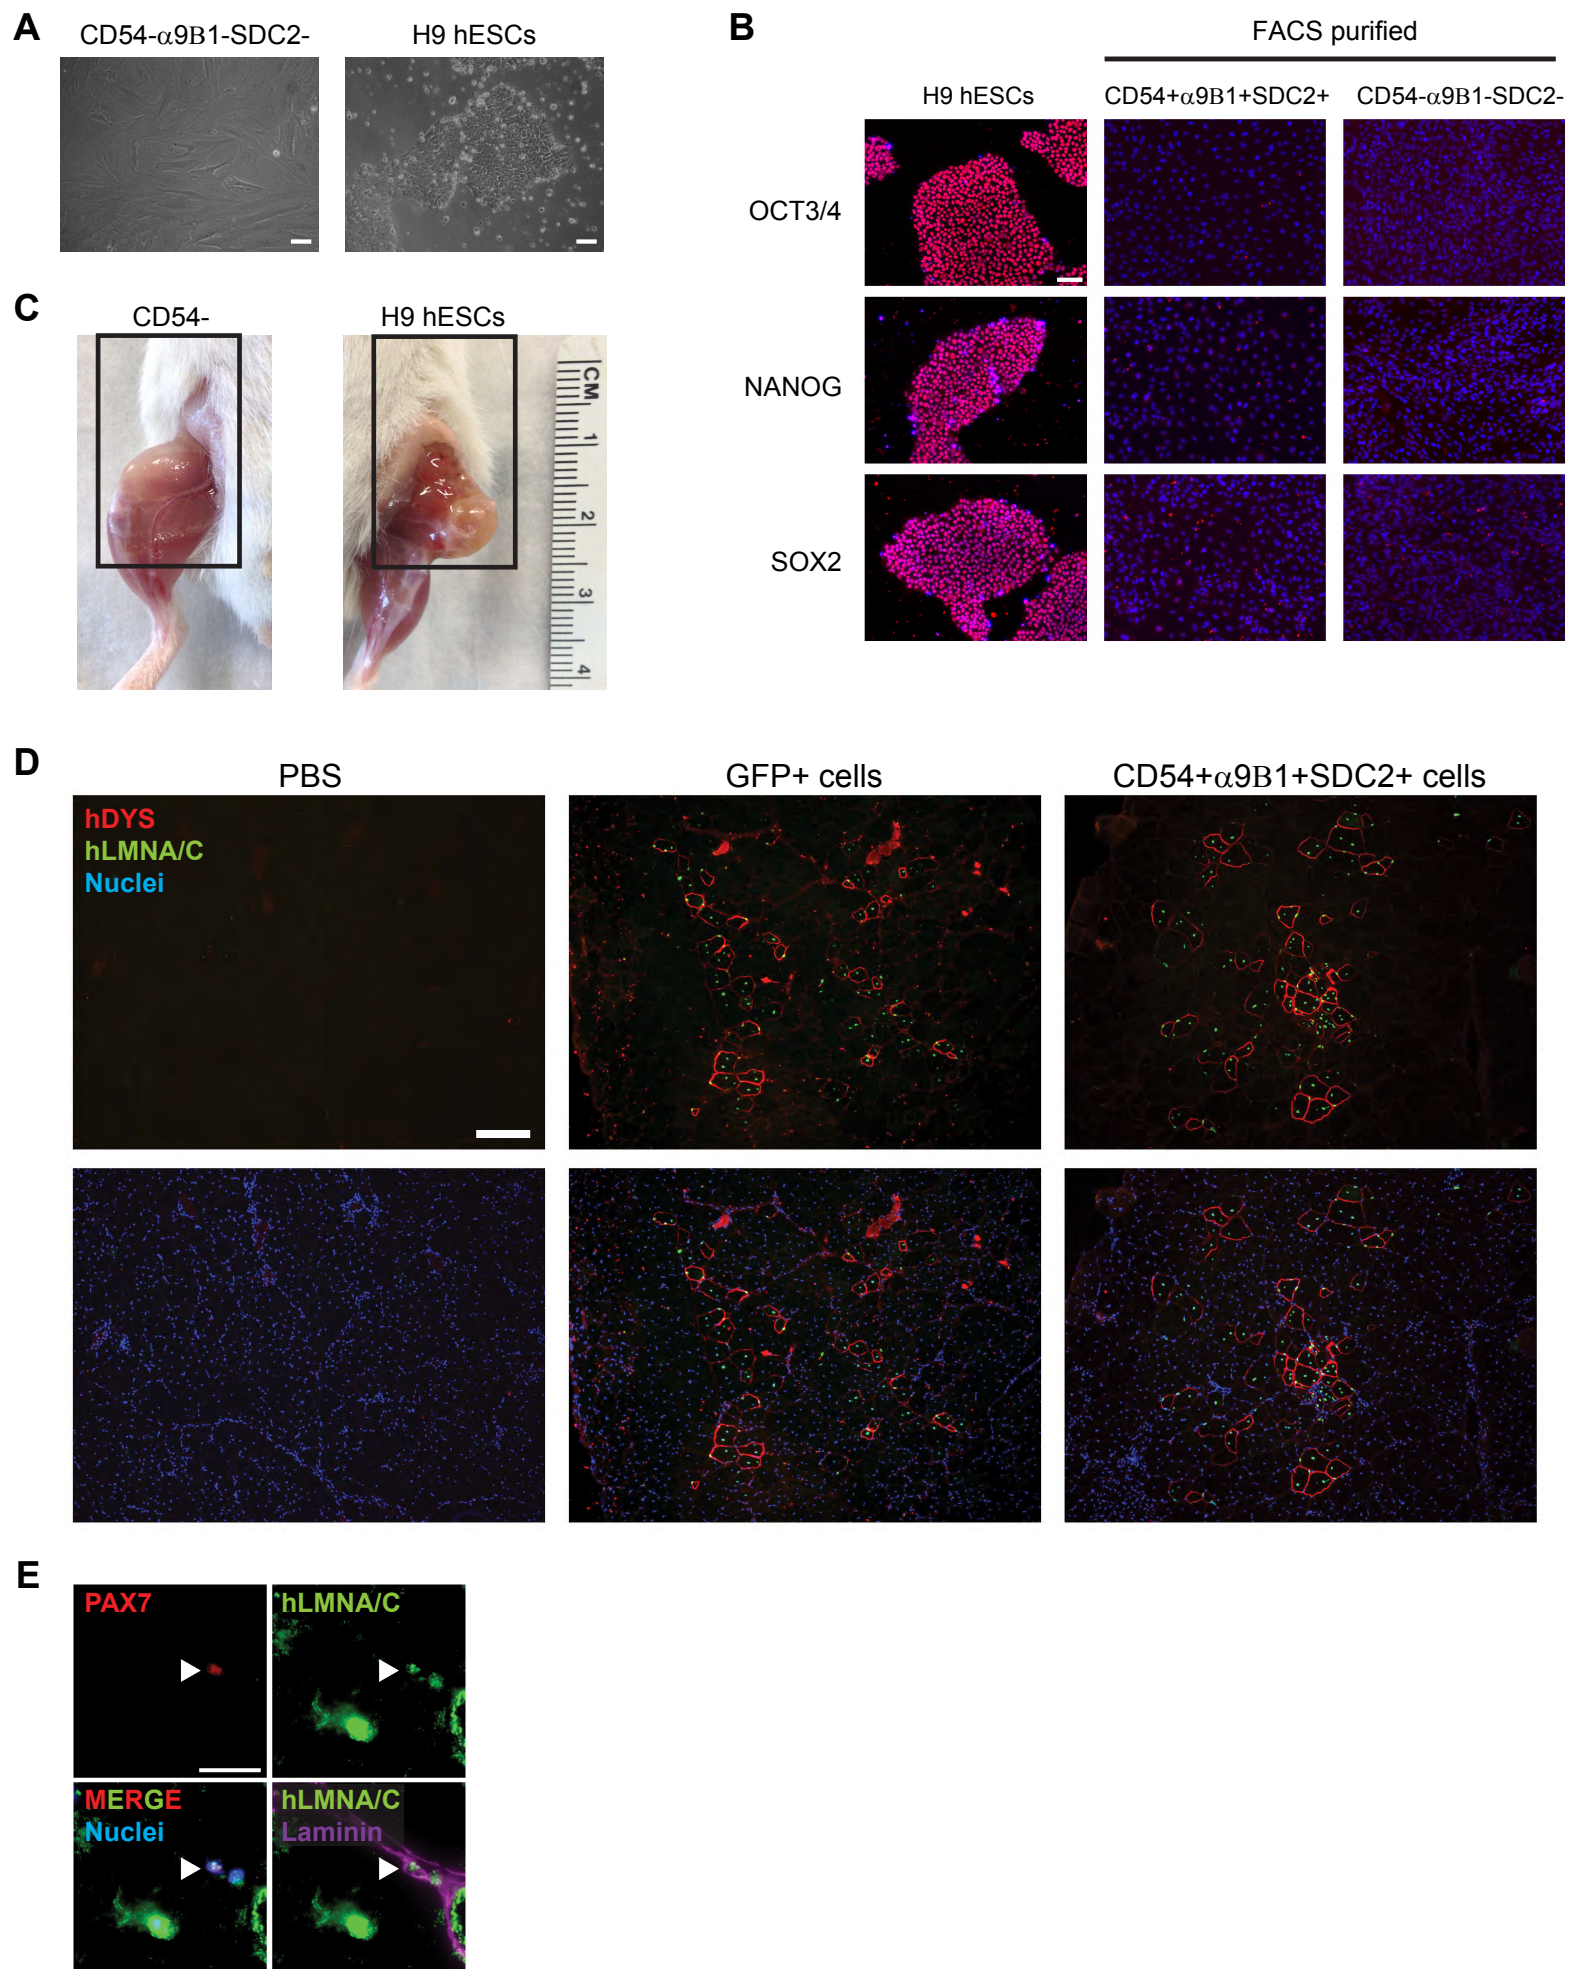 A
CD54-α9B1-SDC2-
H9 hESCs
B
FACS purified
H9 hESCs
CD54+α9B1+SDC2+
CD54-α9B1-SDC2-
OCT3/4
NANOG
SOX2
C
CD54-
H9 hESCs
CM
1
2
3
4
D
PBS
GFP+ cells
CD54+α9B1+SDC2+ cells
hDYS
hLMNA/C
Nuclei
E
PAX7
hLMNA/C
MERGE
Nuclei
hLMNA/C
Laminin